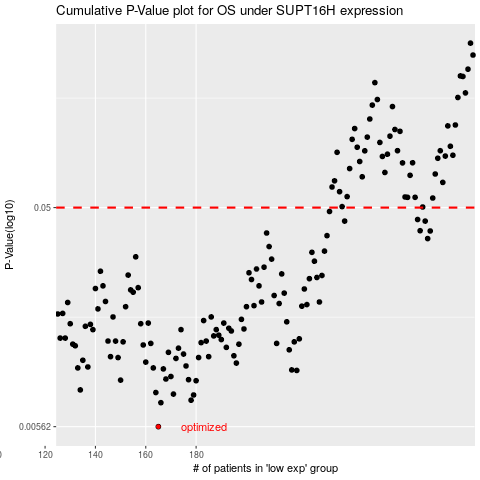 Cumulative P-Value plot for OS under SUPT16H expression
P-Value(log10)
0.05
0.00562
optimized
0 120 140 160 180
# of patients in 'low exp' group